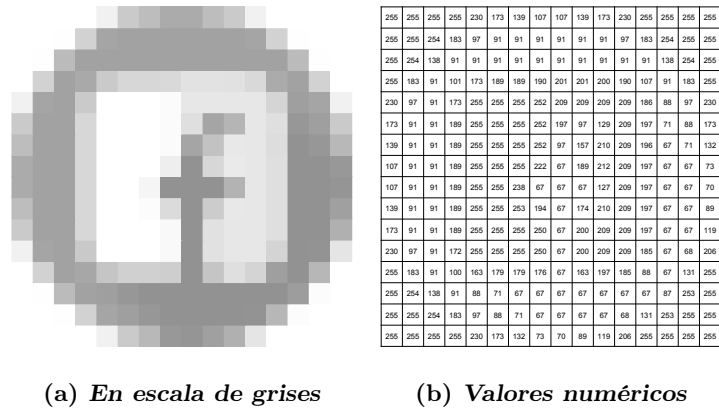 255 255 255 255 230 173 139 107 107 139 173 230 255 255 255 255
255 255 254 183 97 91 91 91 91 91 91 97 183 254 255 255
255 254 138 91 91 91 91 91 91 91 91 91 91 138 254 255
255 183 91 101 173 189 189 190 201 201 200 190 107 91 183 255
230 97 91 173 255 255 255 252 209 209 209 209 186 88 97 230
173 91 91 189 255 255 255 252 197 97 129 209 197 71 88 173
139 91 91 189 255 255 255 252 97 157 210 209 196 67 71 132
107 91 91 189 255 255 255 222 67 189 212 209 197 67 67 73
107 91 91 189 255 255 238 67 67 67 127 209 197 67 67 70
139 91 91 189 255 255 253 194 67 174 210 209 197 67 67 89
173 91 91 189 255 255 255 250 67 200 209 209 197 67 67 119
230 97 91 172 255 255 255 250 67 200 209 209 185 67 68 206
255 183 91 100 163 179 179 176 67 163 197 185 88 67 131 255
255 254 138 91 88 71 67 67 67 67 67 67 67 87 253 255
255 255 254 183 97 88 71 67 67 67 67 68 131 253 255 255
255 255 255 255 230 173 132 73 70 89 119 206 255 255 255 255
(a) En escala de grises
(b) Valores numéricos